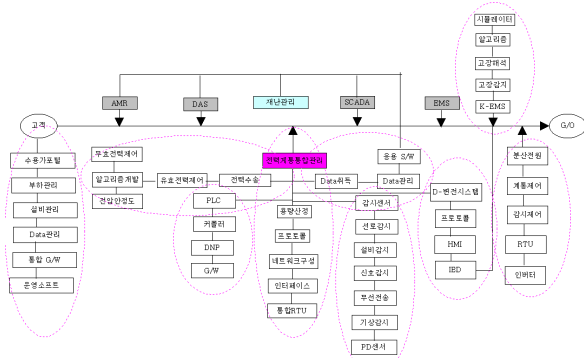 시뮬레이터
알고리즘
고장해석
고장감지
K-EMS
AMR
DAS
재난관리
SCADA
EMS
고객
G/O
수용가포털
부하관리
설비관리
Data관리
통합 G/W
운영소프트
무효전력제어
알고리즘개발
전압안정도
유효전력제어
전력수송
전력계통통합관리
Data취득
응용 S/W
Data관리
PLC
커플러
DNP
G/W
용량산정
프로토콜
네트워크구성
인터페이스
통합RTU
감시센서
선로감시
설비감시
신호감시
무선전송
기상감시
PD센서
D-변전시스템
프로토콜
HMI
IED
분산전원
계통제어
감시제어
RTU
인버터